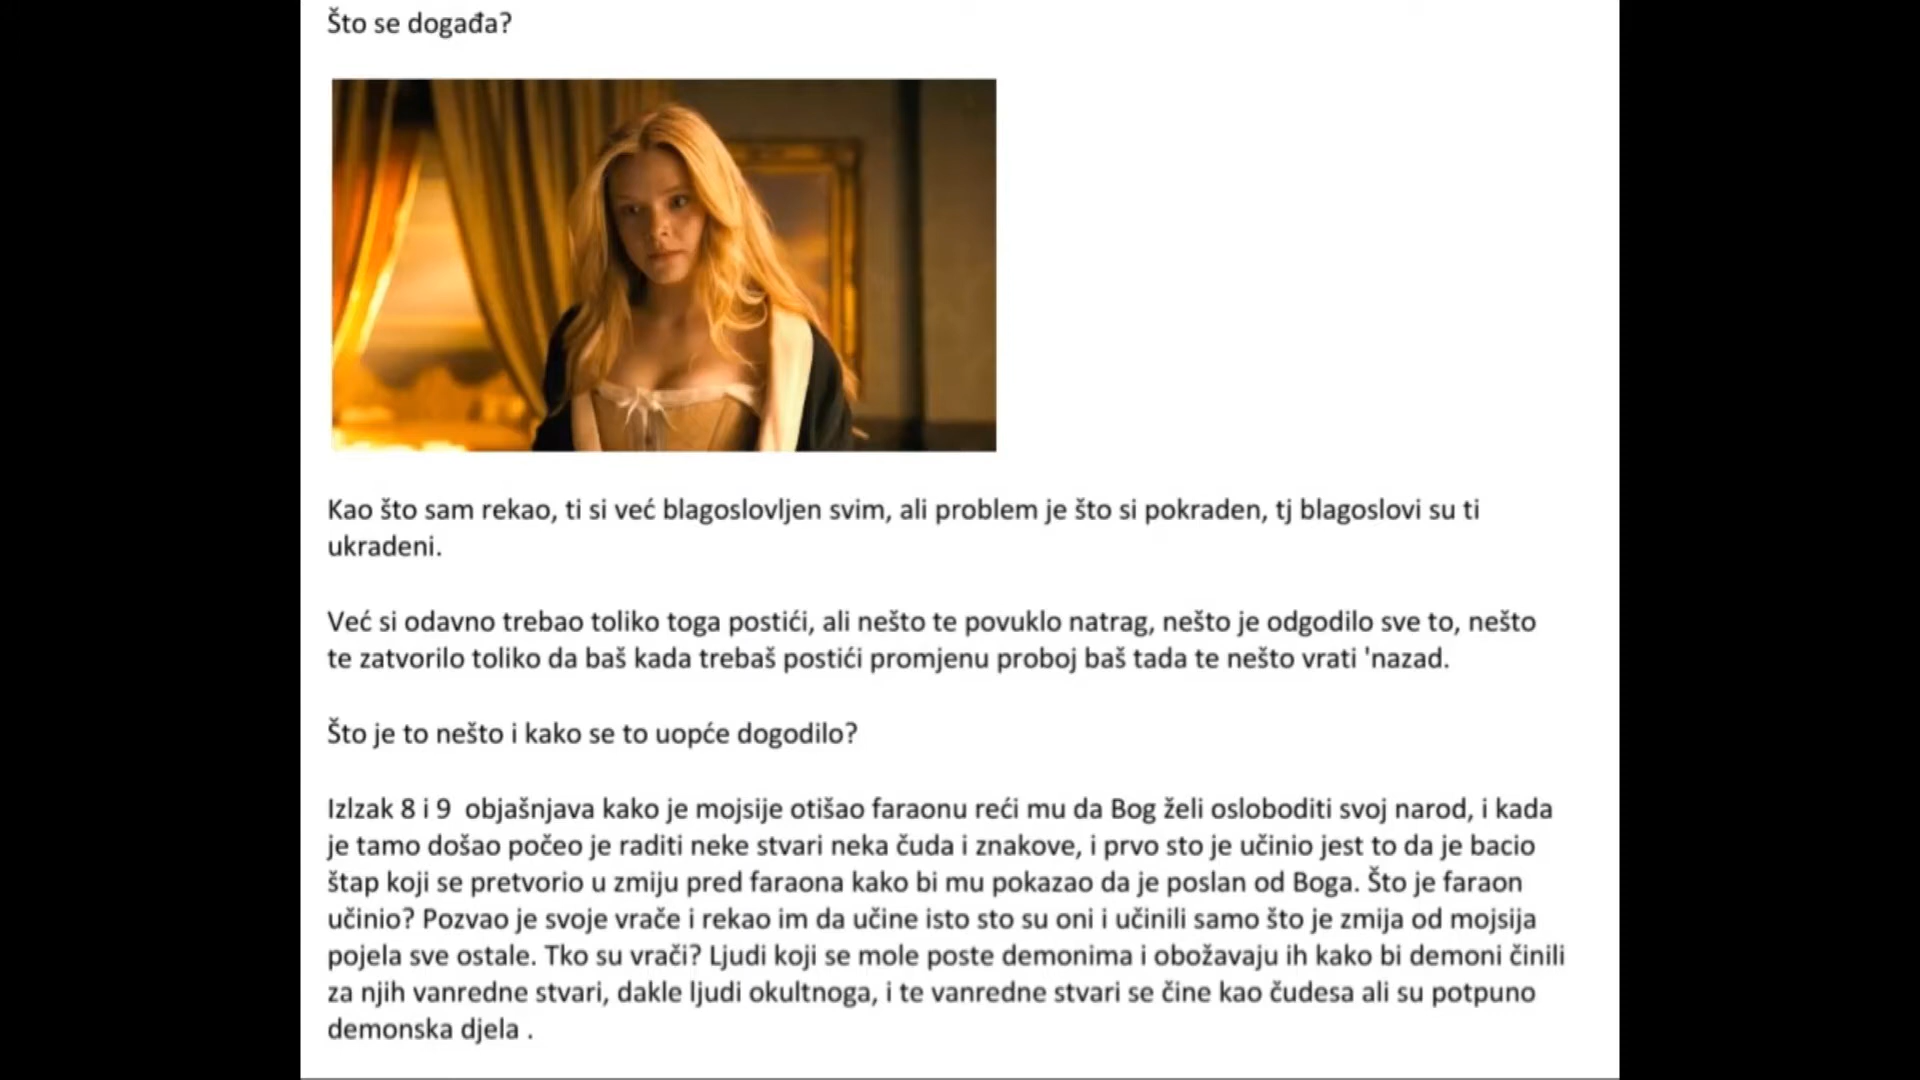 Što se događa?
Kao što sam rekao, ti si već blagoslovljen svim, ali problem je što si pokraden, tj blagoslovi su ti
ukradeni.
Već si odavno trebao toliko toga postići, ali nešto te povuklo natrag, nešto je odgodilo sve to, nešto
te zatvorilo toliko da baš kada trebaš postići promjenu proboj baš tada te nešto vrati 'nazad.
Što je to nešto i kako se to uopće dogodilo?
Izlzak 8 i 9 objašnjava kako je mojsije otišao faraonu reći mu da Bog želi osloboditi svoj narod, i kada
je tamo došao počeo je raditi neke stvari neka čuda i znakove, i prvo sto je učinio jest to da je bacio
štap koji se pretvorio u zmiju pred faraona kako bi mu pokazao da je poslan od Boga. Što je faraon
učinio? Pozvao je svoje vrače i rekao im da učine isto sto su oni i učinili samo što je zmija od mojsija
pojela sve ostale. Tko su vrači? Ljudi koji se mole poste demonima i obožavaju ih kako bi demoni činili
za njih vanredne stvari, dakle ljudi okultnoga, i te vanredne stvari se čine kao čudesa ali su potpuno
demonska djela .